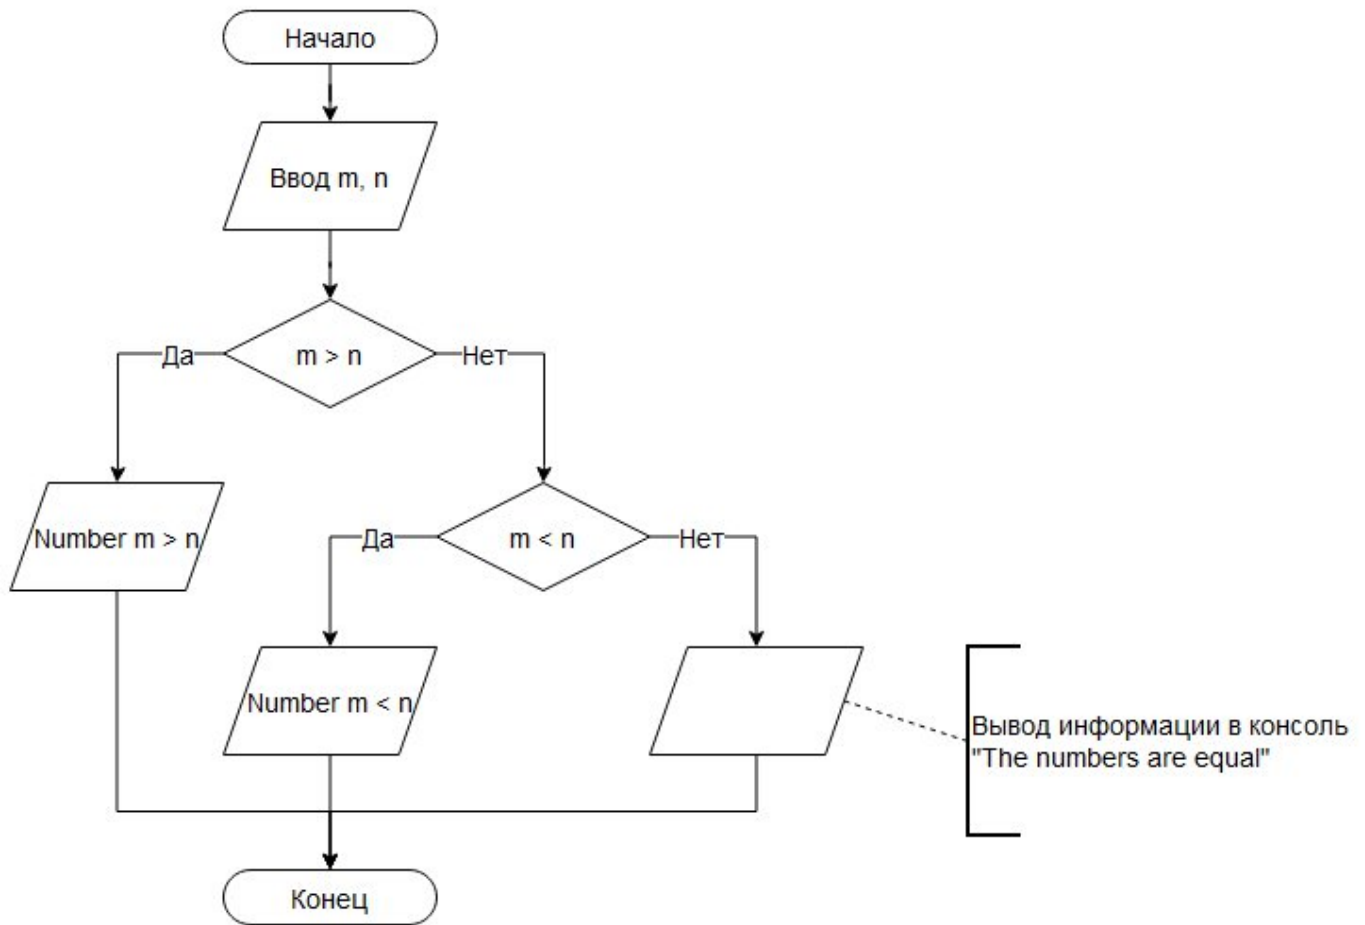 Начало
Ввод m, n
m > n
Да
Нет
Number m > n
m < n
Да
Нет
Number m < n
Вывод информации в консоль
"The numbers are equal"
Конец